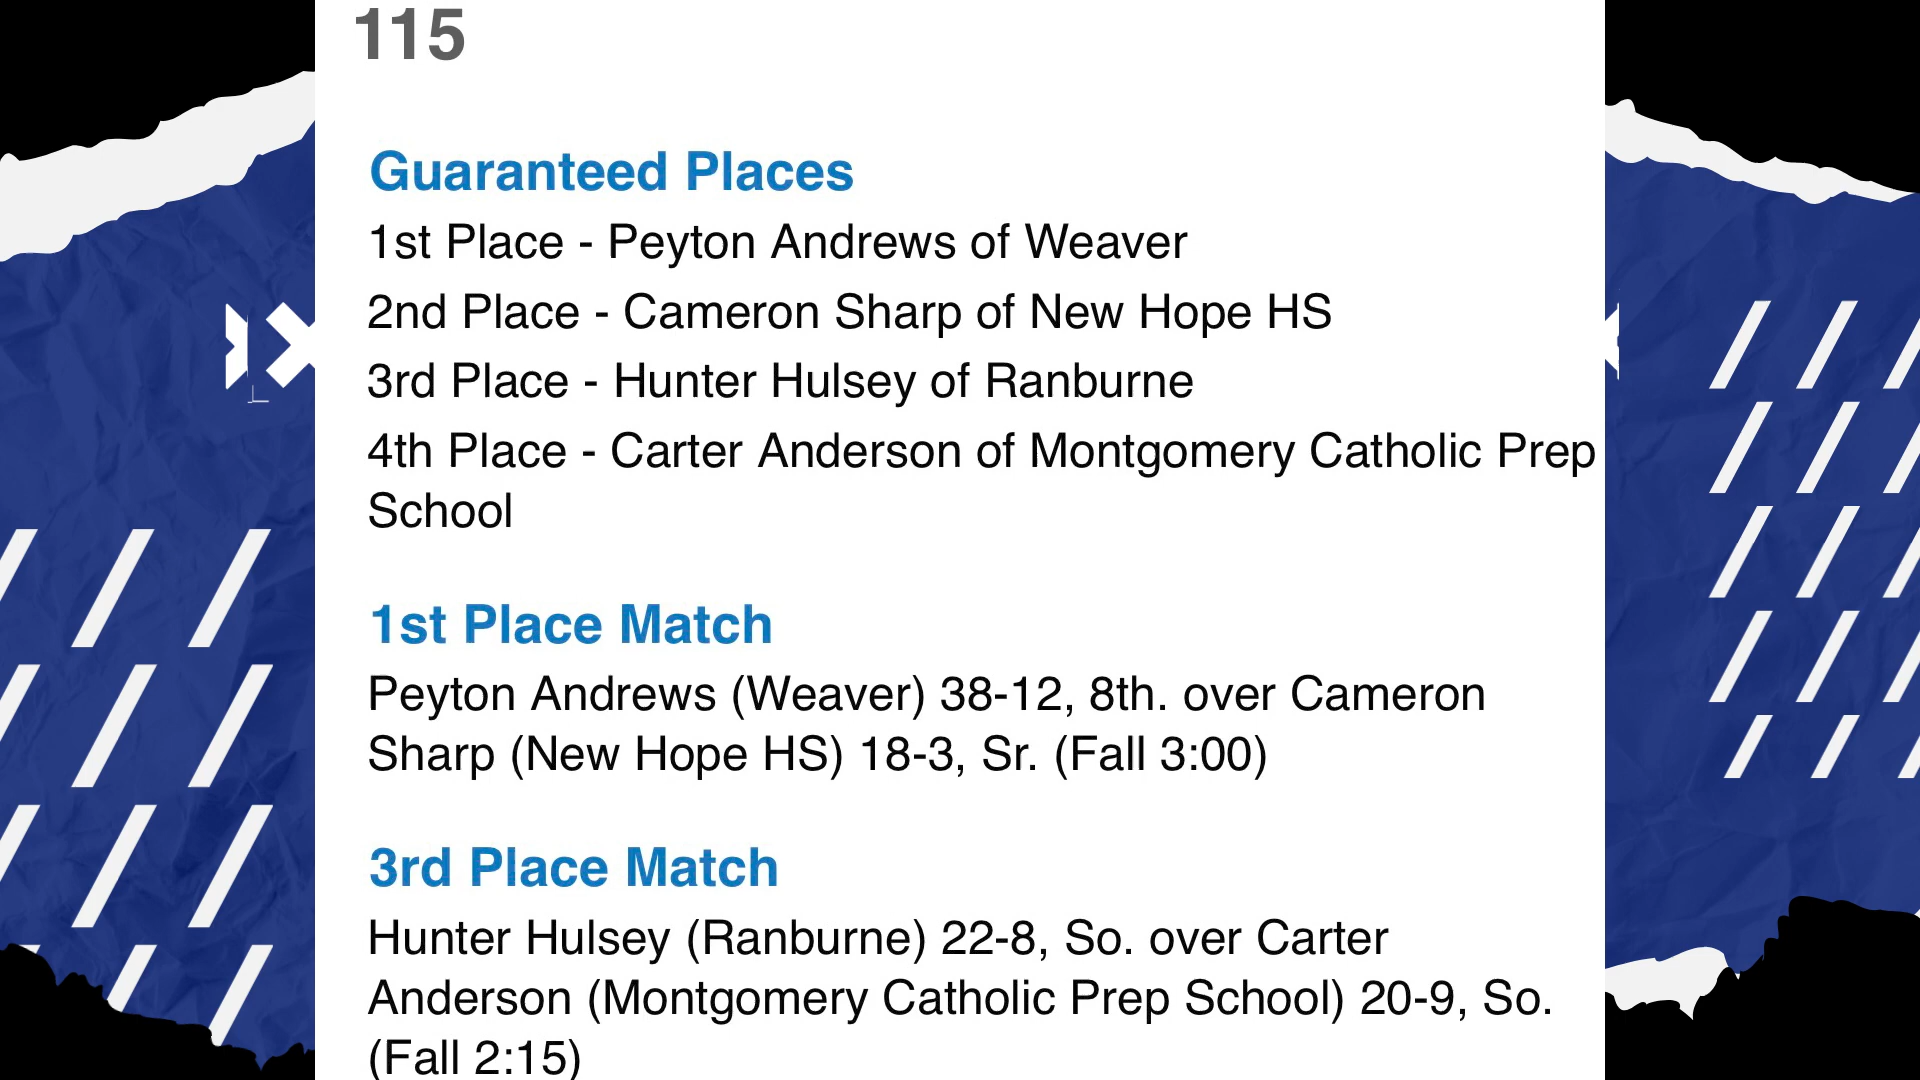 115
Guaranteed Places
1st Place - Peyton Andrews of Weaver
2nd Place - Cameron Sharp of New Hope HS
3rd Place - Hunter Hulsey of Ranburne
4th Place - Carter Anderson of Montgomery Catholic Prep
School
1st Place Match
Peyton Andrews (Weaver) 38-12, 8th. over Cameron
Sharp (New Hope HS) 18-3, Sr. (Fall 3:00)
3rd Place Match
Hunter Hulsey (Ranburne) 22-8, So. over Carter
Anderson (Montgomery Catholic Prep School) 20-9, So.
(Fall 2:15)